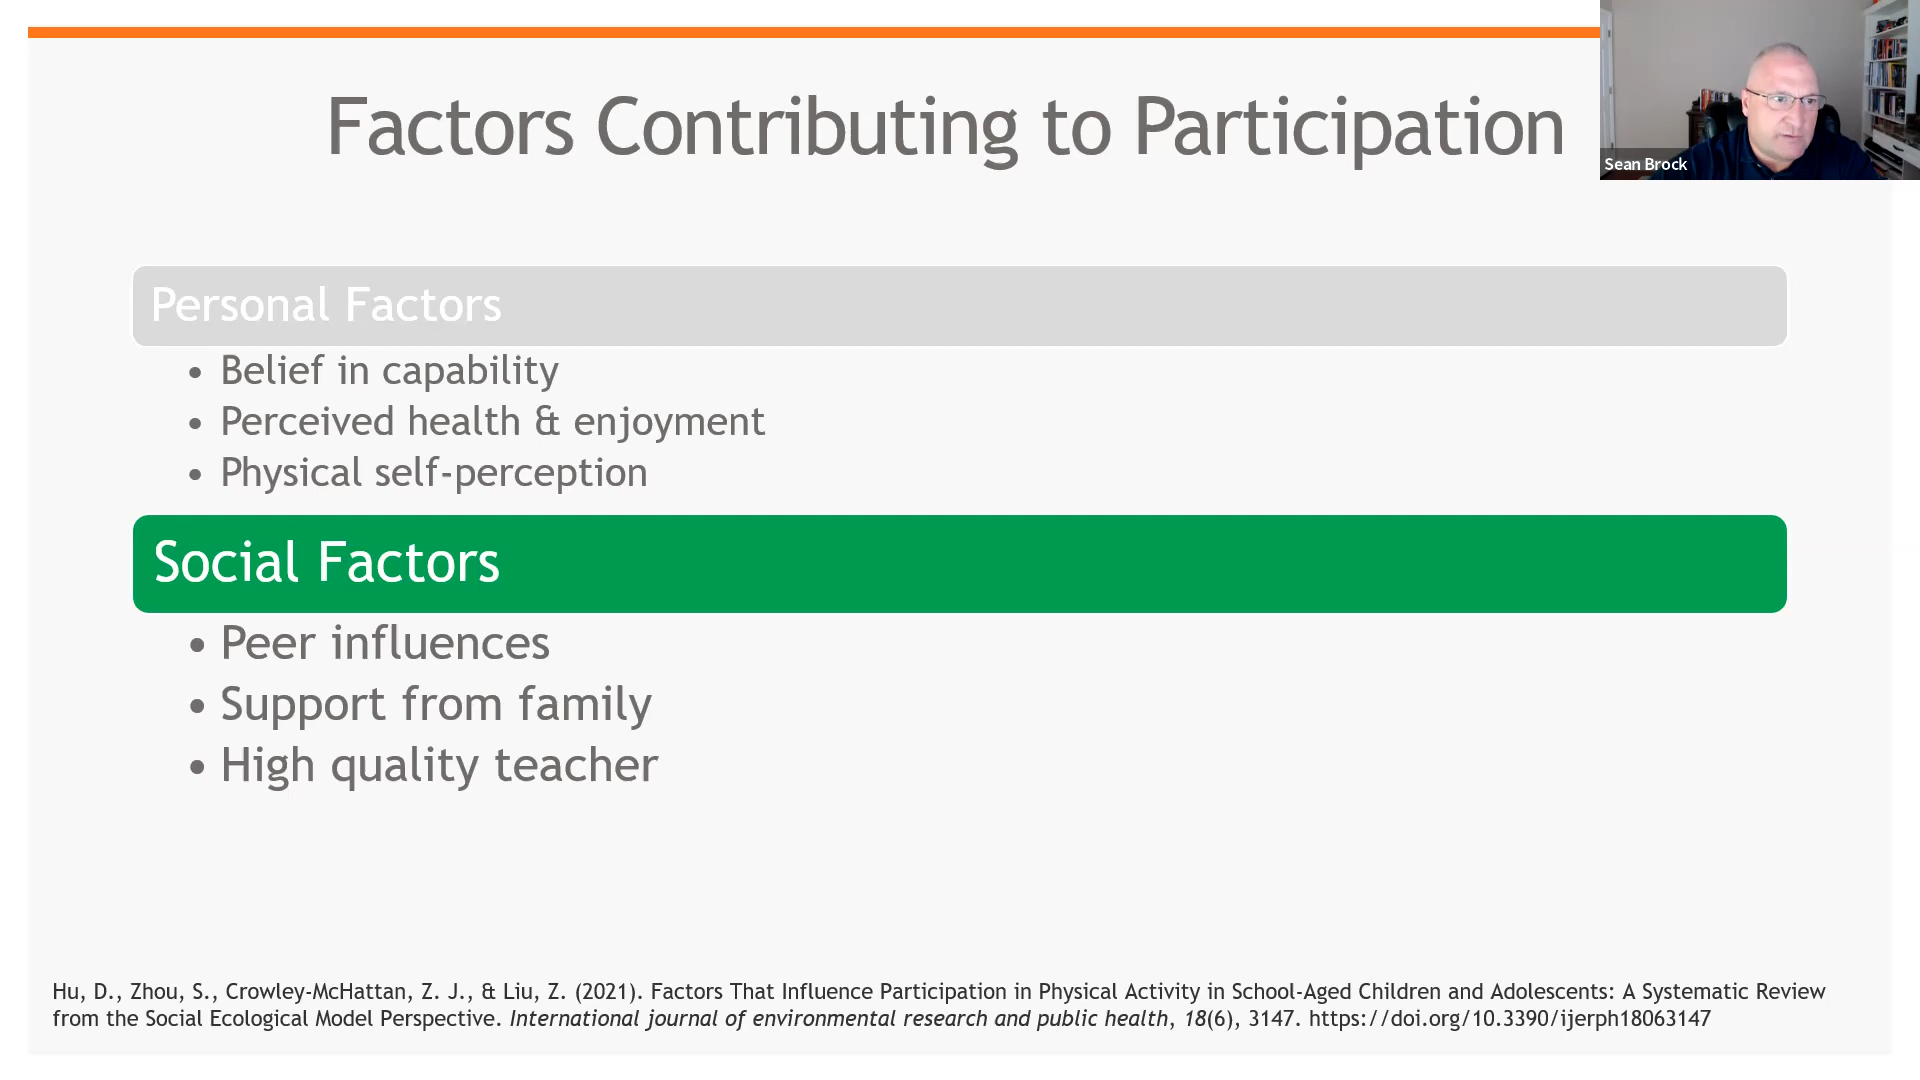 Factors Contributing to Participation
Sean Brock
Personal Factors
• Belief in capability
• Perceived health & enjoyment
• Physical self-perception
Social Factors
• Peer influences
• Support from family
• High quality teacher
Hu, D., Zhou, S., Crowley-McHattan, Z. J., & Liu, Z. (2021). Factors That Influence Participation in Physical Activity in School-Aged Children and Adolescents: A Systematic Review
from the Social Ecological Model Perspective. International journal of environmental research and public health, 18(6), 3147. https://doi.org/10.3390/ijerph18063147